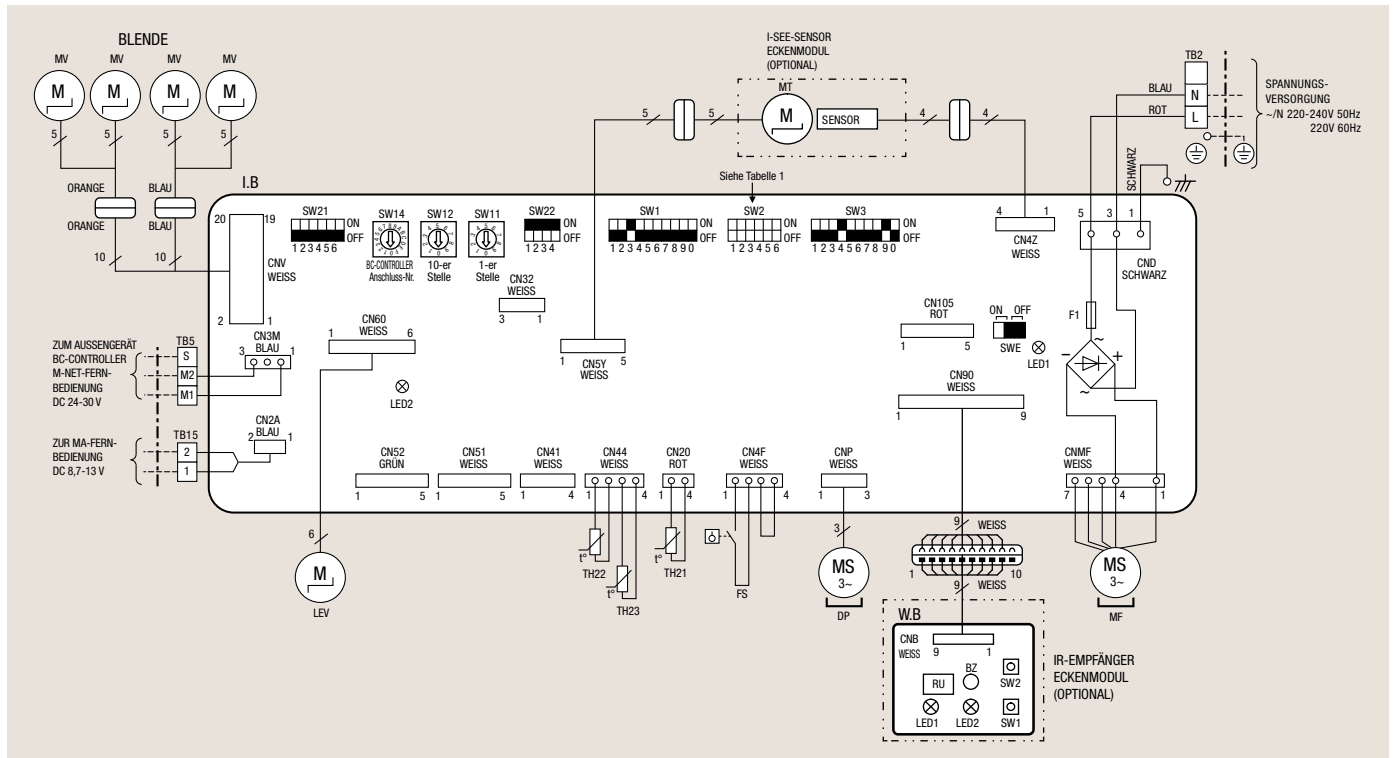 BLENDE
MV MV MV MV
M M M M
5 5 5 5
ORANGE BLAU
ORANGE BLAU
10 10
I-SEE-SENSOR
ECKENMODUL
(OPTIONAL)
MT
M
SENSOR
5 5 4 4
Siehe Tabelle 1
TB2
BLAU
ROT
N
L
SCHWARZ
SPANNUNGS-
VERSORGUNG
~/N 220-240V 50Hz
220V 60Hz
I.B
20 19
CNV
WEISS
2 1
SW21
ON
OFF
1 2 3 4 5 6
SW14
BC-CONTROLLER
Anschluss-Nr.
SW12
10-er
Stelle
SW11
1-er
Stelle
SW22
ON
OFF
1 2 3 4
SW1
ON
OFF
1 2 3 4 5 6 7 8 9 0
SW2
ON
OFF
1 2 3 4 5 6
SW3
ON
OFF
1 2 3 4 5 6 7 8 9 0
4 1
CN4Z
WEISS
5 3 1
CND
SCHWARZ
CN32
WEISS
3 1
CN60
WEISS
1 6
LED2
1 5
CN5Y
WEISS
CN105
ROT
1 5
ON OFF
SWE
LED1
F1
~
− +
~
CN90
WEISS
1 9
ZUM AUSSENGERÄT
BC-CONTROLLER
M-NET-FERN-
BEDIENUNG
DC 24-30 V
TB5
S
M2
M1
CN3M
BLAU
3 1
ZUR MA-FERN-
BEDIENUNG
DC 8,7-13 V
TB15
2
1
CN2A
BLAU
2 1
CN52
GRÜN
1 5
CN51
WEISS
1 5
CN41
WEISS
1 4
CN44
WEISS
1 4
CN20
ROT
1 4
CN4F
WEISS
1 4
CNP
WEISS
1 3
CNMF
WEISS
7 4 1
6
M
LEV
t°
TH22
t°
TH23
t°
TH21
FS
3
MS
3~
DP
9 WEISS
1 10
9 WEISS
MS
3~
MF
W.B
CNB
WEISS
9 1
RU
BZ
SW2
LED1 LED2 SW1
IR-EMPFÄNGER
ECKENMODUL
(OPTIONAL)